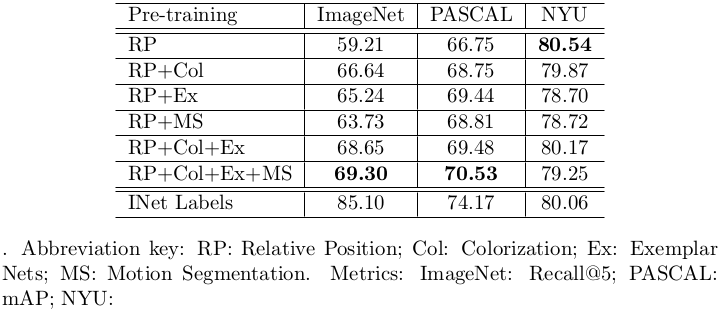 Pre-training ImageNet PASCAL NYU
RP 59.21 66.75 80.54
RP+Col 66.64 68.75 79.87
RP+Ex 65.24 69.44 78.70
RP+MS 63.73 68.81 78.72
RP+Col+Ex 68.65 69.48 80.17
RP+Col+Ex+MS 69.30 70.53 79.25
INet Labels 85.10 74.17 80.06
. Abbreviation key: RP: Relative Position; Col: Colorization; Ex: Exemplar
Nets; MS: Motion Segmentation. Metrics: ImageNet: Recall@5; PASCAL:
mAP; NYU: